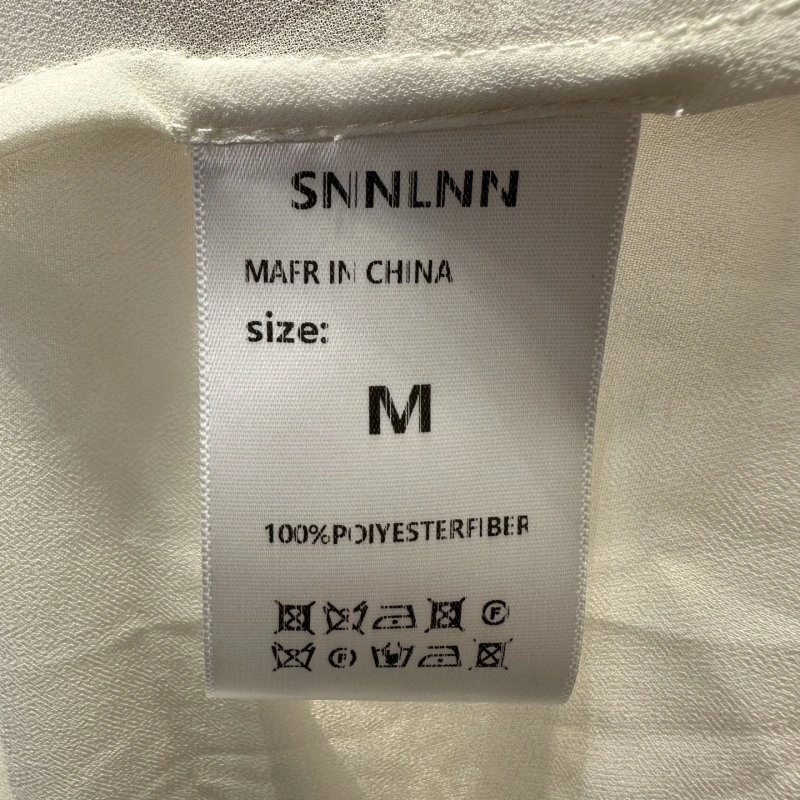 SNNLNN
MAFR IN CHINA
size:
M
100%POIYESTERFIBER
F
F